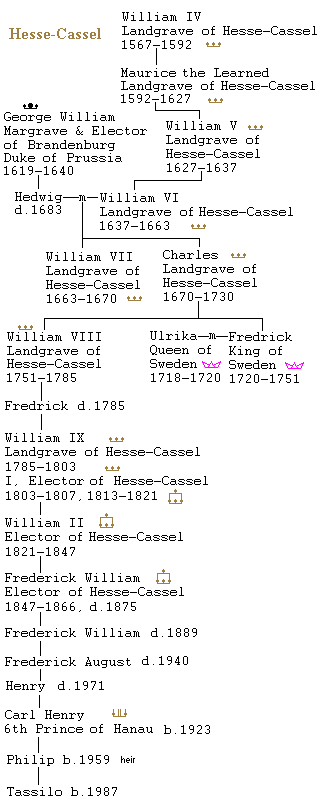 Hesse-Cassel
William IV
Landgrave of Hesse-Cassel
1567-1592
Maurice the Learned
Landgrave of Hesse-Cassel
1592-1627
George William
Margrave & Elector
of Brandenburg
Duke of Prussia
1619-1640
William V
Landgrave of
Hesse-Cassel
1627-1637
Hedwig m William VI
d.1683 Landgrave of Hesse-Cassel
1637-1663
William VII
Landgrave of
Hesse-Cassel
1663-1670
Charles
Landgrave of
Hesse-Cassel
1670-1730
William VIII
Landgrave of
Hesse-Cassel
1751-1785
Ulrika m Fredrick
Queen of
Sweden
1718-1720
King of
Sweden
1720-1751
Fredrick d.1785
William IX
Landgrave of Hesse-Cassel
1785-1803
I, Elector of Hesse-Cassel
1803-1807, 1813-1821
William II
Elector of Hesse-Cassel
1821-1847
Frederick William
Elector of Hesse-Cassel
1847-1866, d.1875
Frederick William d.1889
Frederick August d.1940
Henry d.1971
Carl Henry
6th Prince of Hanau b.1923
Philip b.1959 heir
Tassilo b.1987